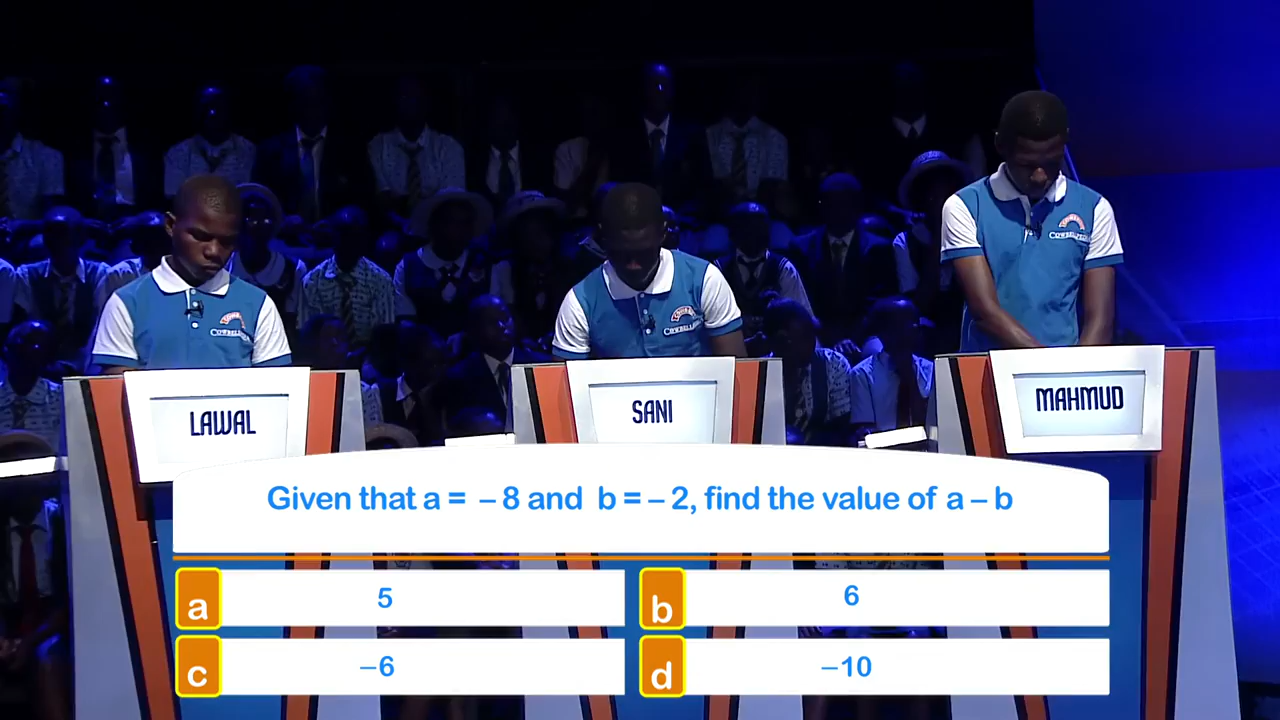 LAWAL
SANI
MAHMUD
Given that a = – 8 and b = – 2, find the value of a – b
a 5
b 6
c –6
d –10